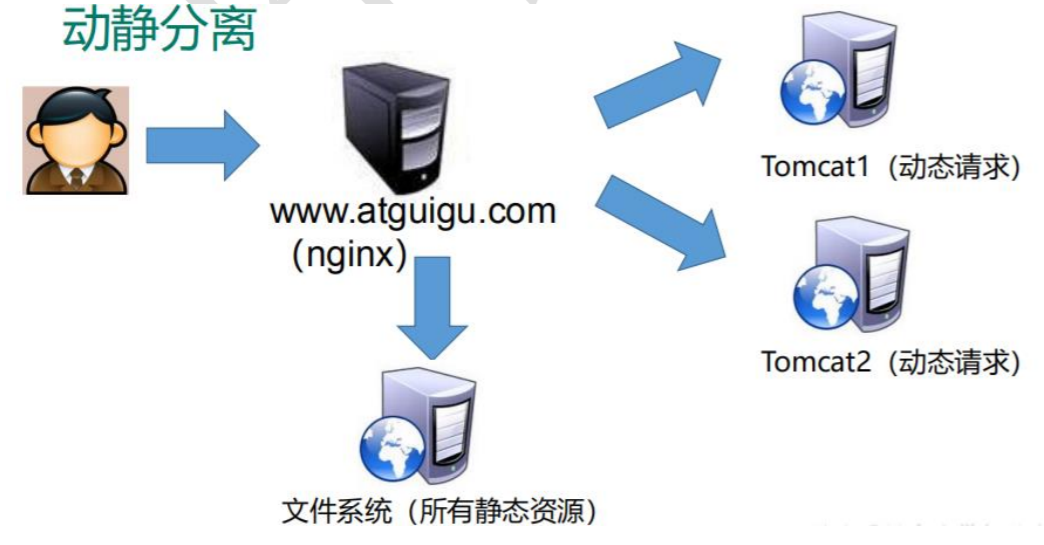 动静分离
www.atguigu.com
（nginx）
Tomcat1（动态请求）
Tomcat2（动态请求）
文件系统（所有静态资源）